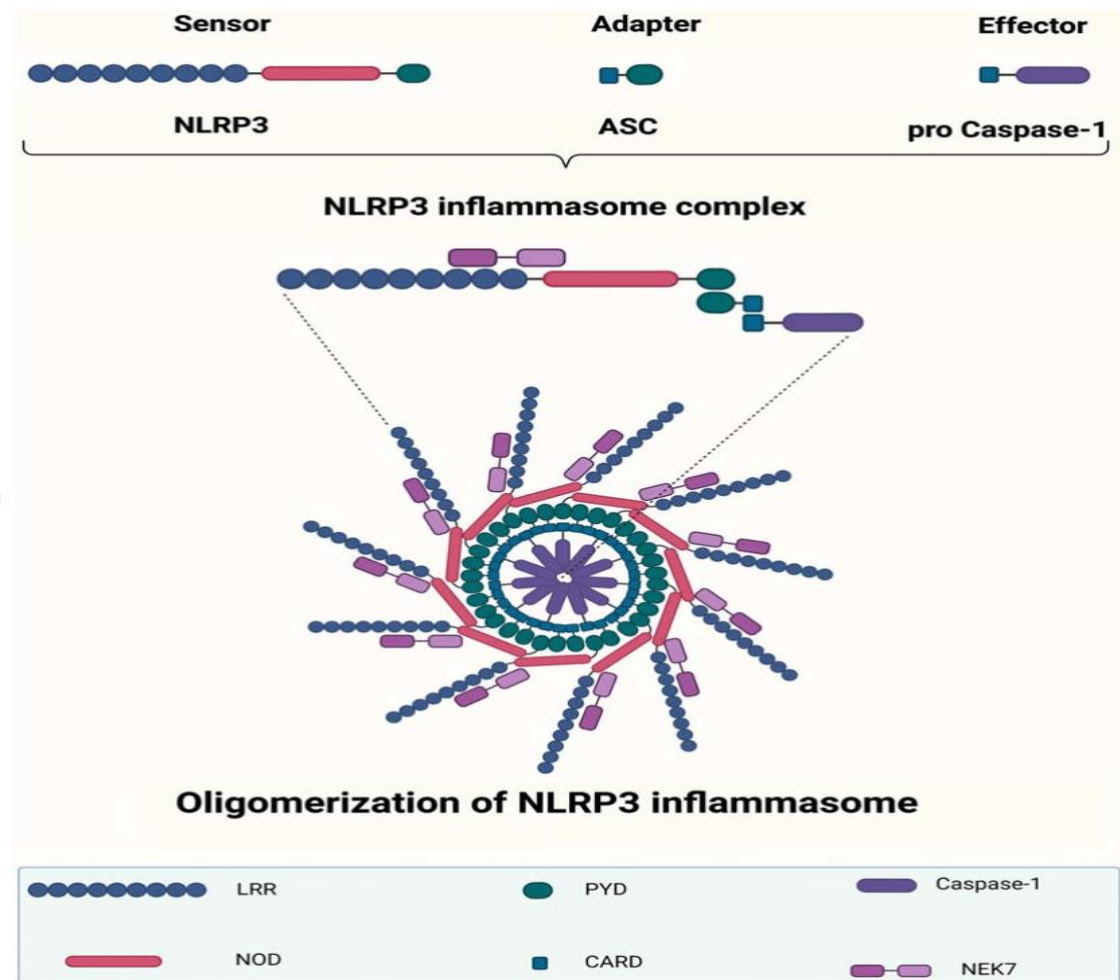 Sensor
Adapter
Effector
NLRP3
ASC
pro Caspase-1
NLRP3 inflammasome complex
Oligomerization of NLRP3 inflammasome
LRR
PYD
Caspase-1
NOD
CARD
NEK7